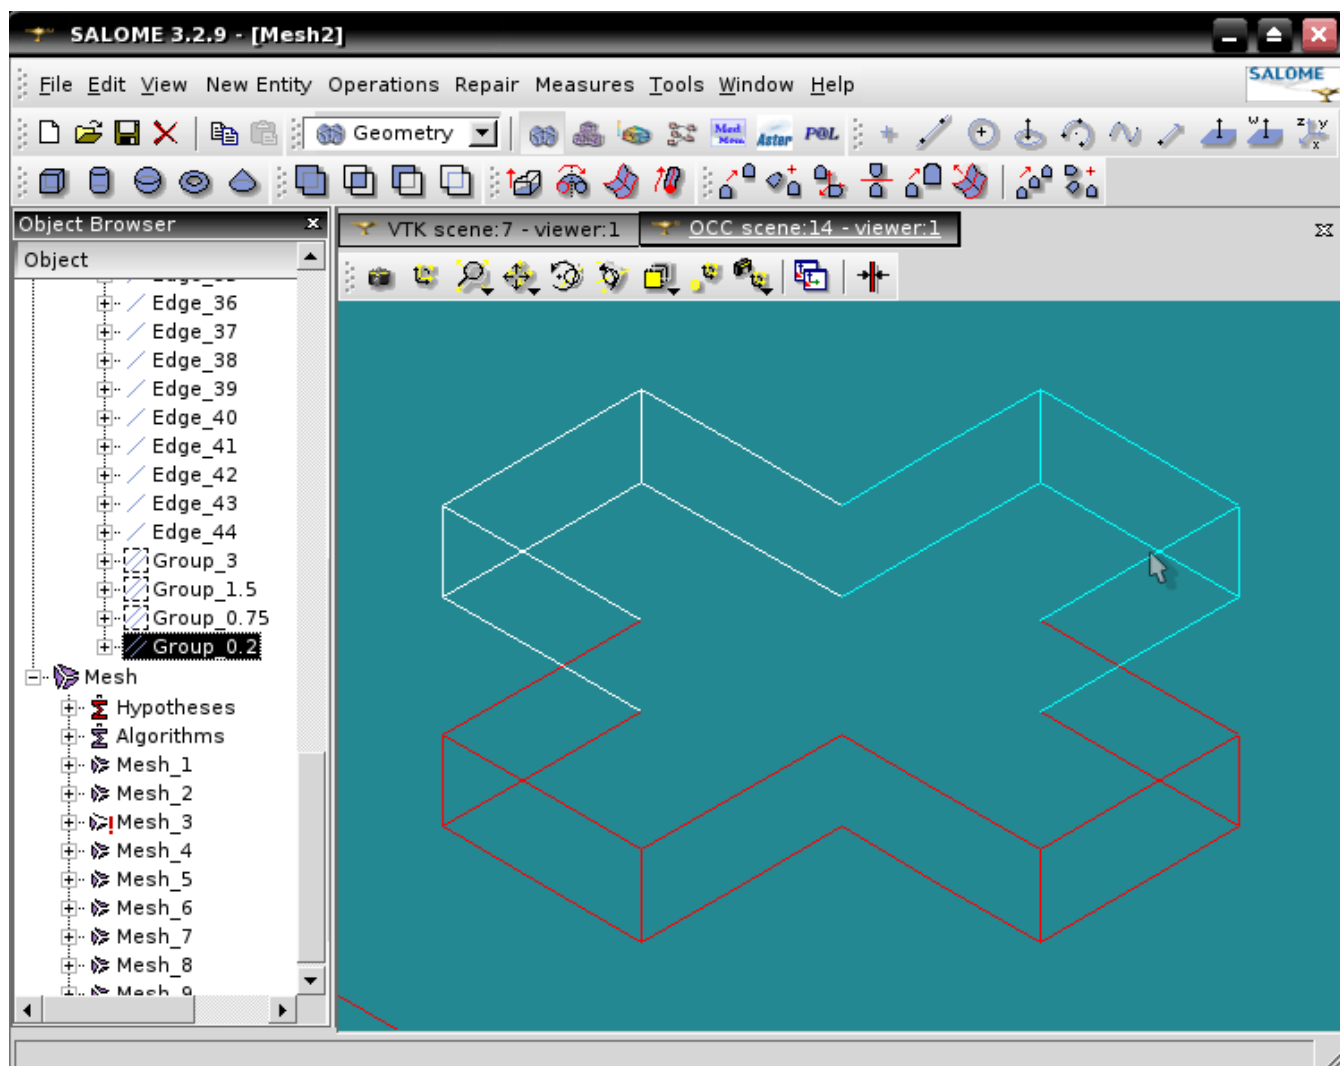 SALOME 3.2.9 - [Mesh2]
File Edit View New Entity Operations Repair Measures Tools Window Help
SALOME
Geometry
Med
Mem
Aster
POL
w
z y
x
Object Browser
VTK scene:7 - viewer:1
OCC scene:14 - viewer:1
Object
Edge_36
Edge_37
Edge_38
Edge_39
Edge_40
Edge_41
Edge_42
Edge_43
Edge_44
Group_3
Group_1.5
Group_0.75
Group_0.2
Mesh
Hypotheses
Algorithms
Mesh_1
Mesh_2
Mesh_3
Mesh_4
Mesh_5
Mesh_6
Mesh_7
Mesh_8
Mesh_9